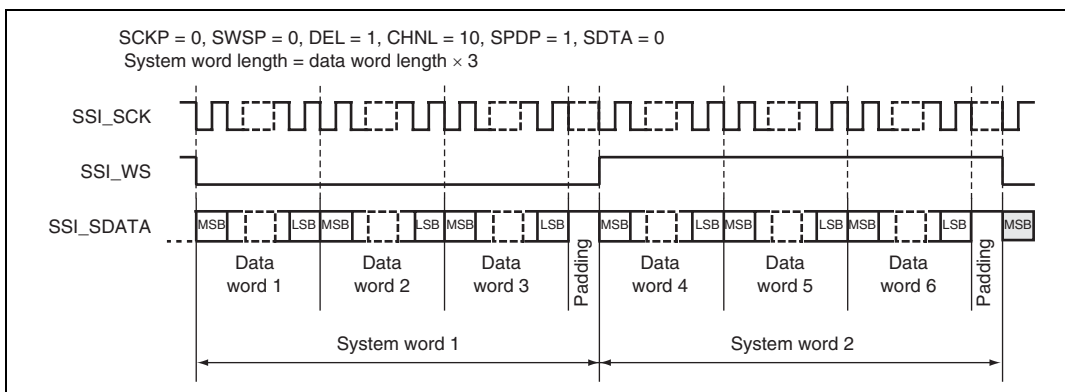 SCKP = 0, SWSP = 0, DEL = 1, CHNL = 10, SPDP = 1, SDTA = 0
System word length = data word length × 3
SSI_SCK
SSI_WS
SSI_SDATA
MSB LSB MSB LSB MSB LSB MSB LSB MSB LSB MSB LSB MSB
Data word 1
Data word 2
Data word 3
Padding
Data word 4
Data word 5
Data word 6
Padding
System word 1
System word 2